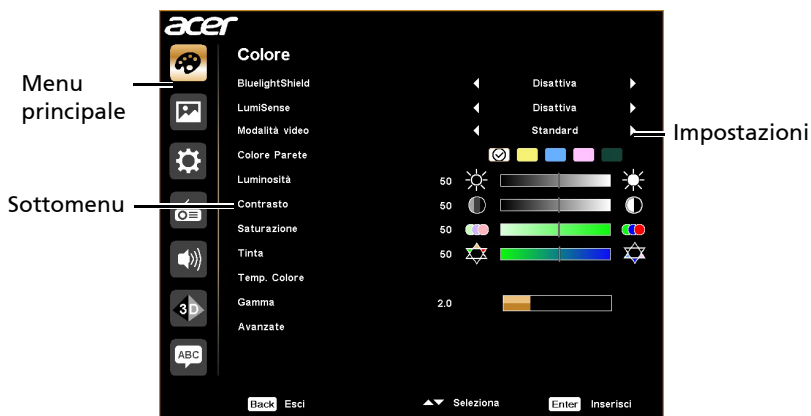 acer
Colore
BluelightShield Disattiva
LumiSense Disattiva
Modalità video Standard
Colore Parete
Luminosità 50
Contrasto 50
Saturazione 50
Tinta 50
Temp. Colore
Gamma 2.0
Avanzate
3D
ABC
Back Esci Seleziona Enter Inserisci
Menu
principale
Sottomenu
Impostazioni